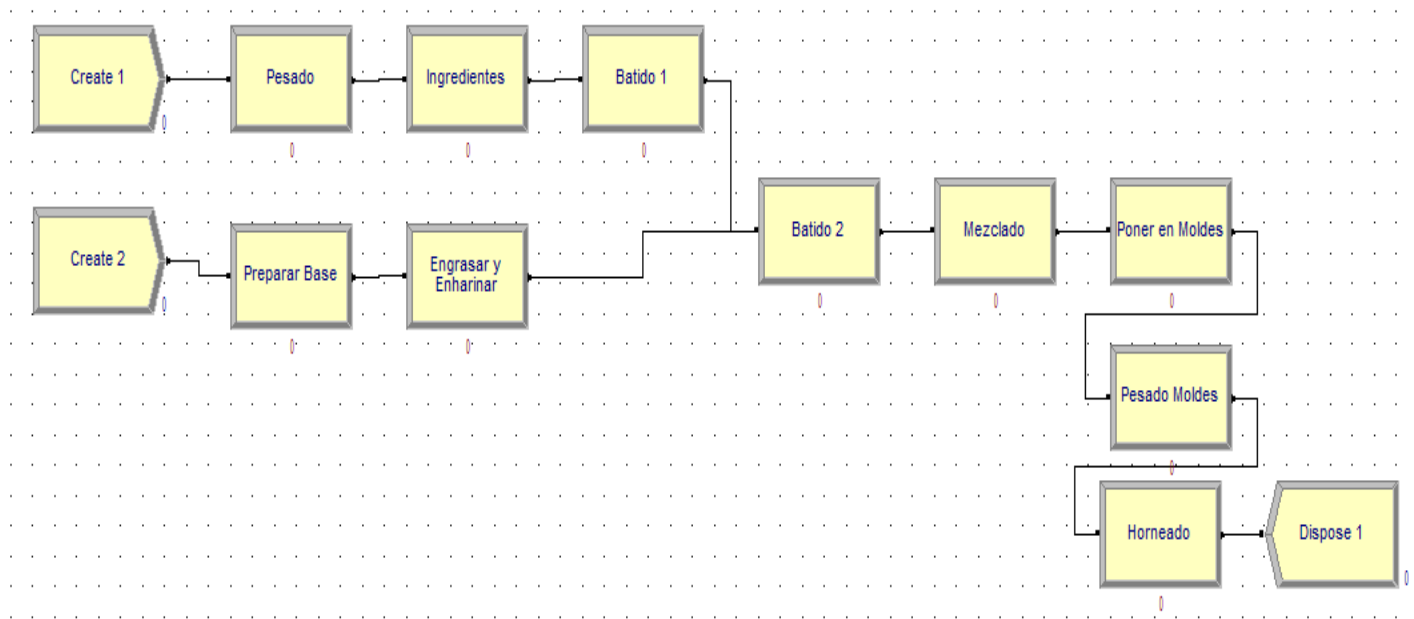 Create 1
Pesado
Ingredientes
Batido 1
0
0
0
0
Create 2
Preparar Base
Engrasar y
Enharinar
0
0
0
Batido 2
Mezclado
Poner en Moldes
0
0
0
Pesado Moldes
0
Horneado
Dispose 1
0
0